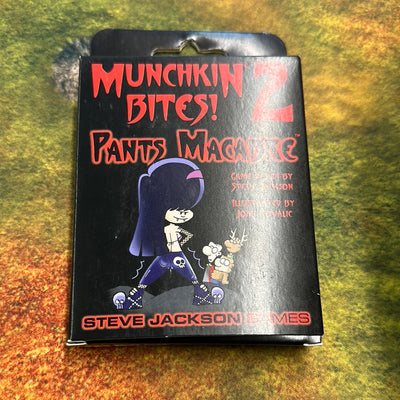 MUNCHKIN
BITES! 2
PANTS MACABRE™
GAME DESIGN BY
STEVE JACKSON
ILLUSTRATED BY
JOHN KOVALIC
STEVE JACKSON GAMES